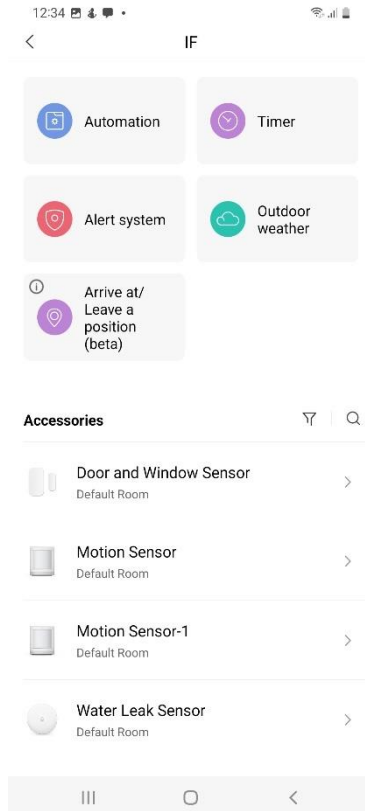 12:34
IF
Automation
Timer
Alert system
Outdoor
weather
Arrive at/
Leave a
position
(beta)
Accessories
Door and Window Sensor
Default Room
Motion Sensor
Default Room
Motion Sensor-1
Default Room
Water Leak Sensor
Default Room